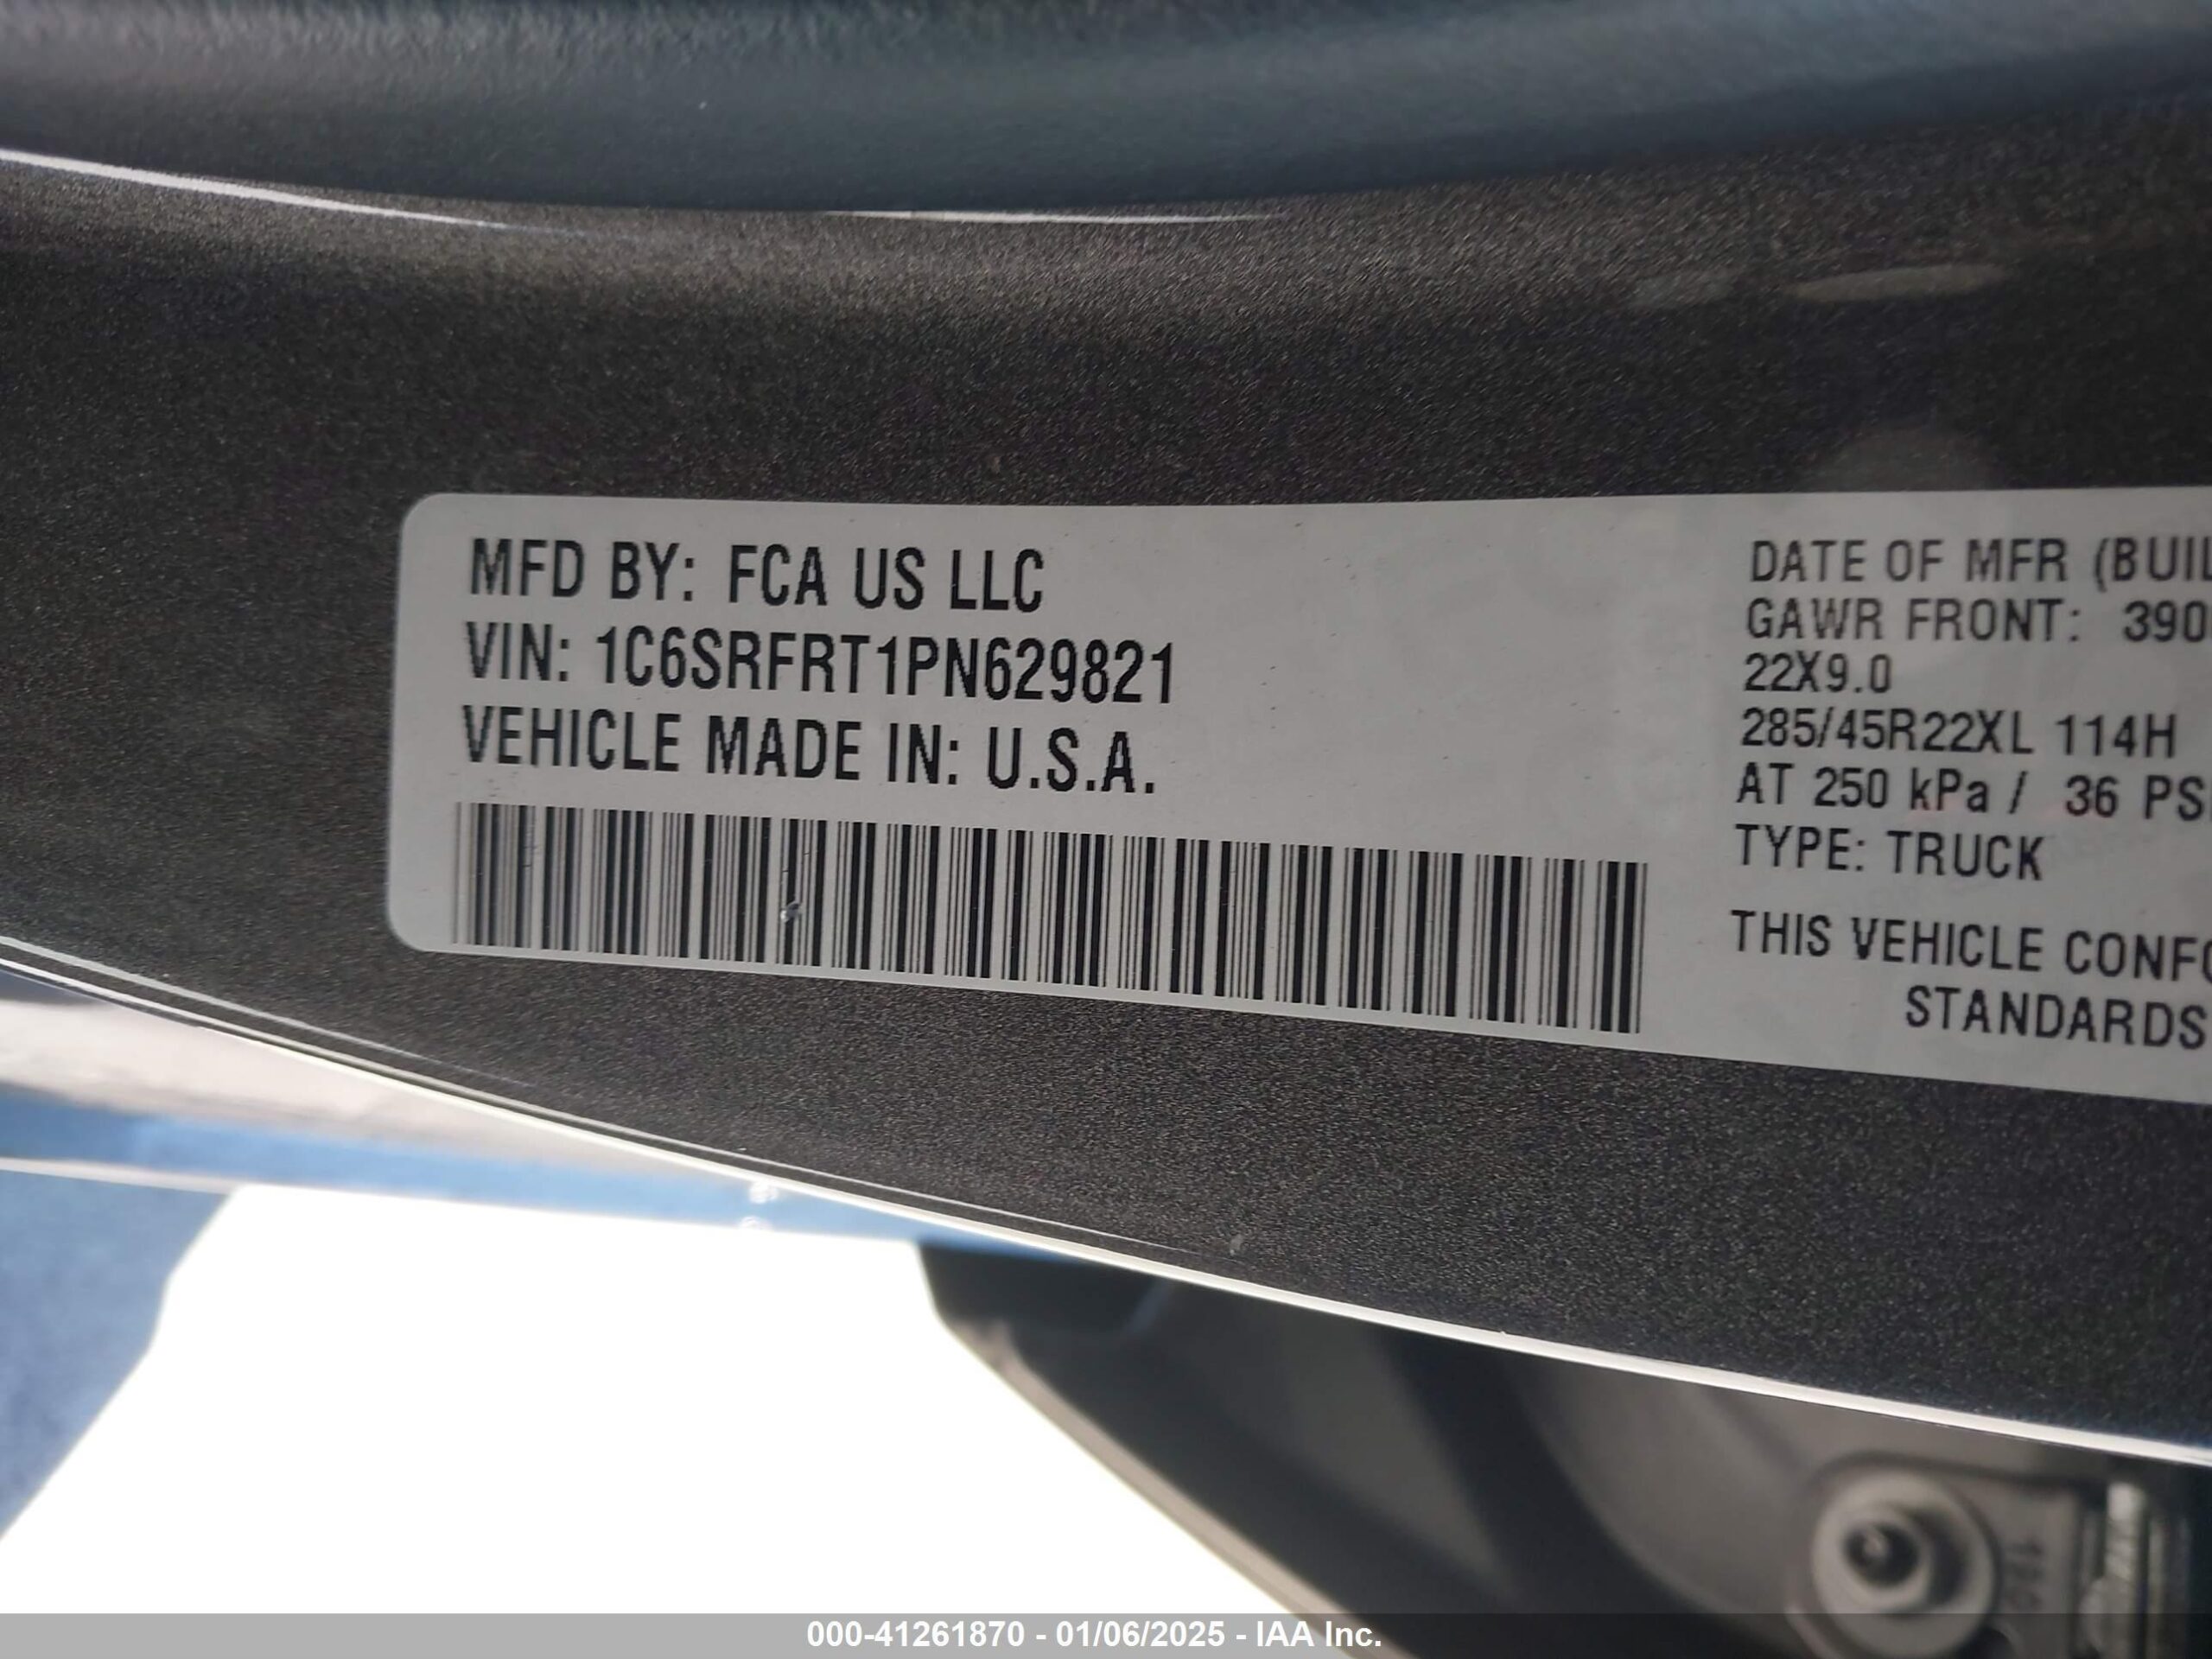 MFD BY: FCA US LLC
VIN: 1C6SRFRT1PN629821
VEHICLE MADE IN: U.S.A.
DATE OF MFR (BUIL
GAWR FRONT: 390
22X9.0
285/45R22XL 114H
AT 250 kPa / 36 PS
TYPE: TRUCK
THIS VEHICLE CONFO
STANDARDS
000-41261870 - 01/06/2025 - IAA Inc.